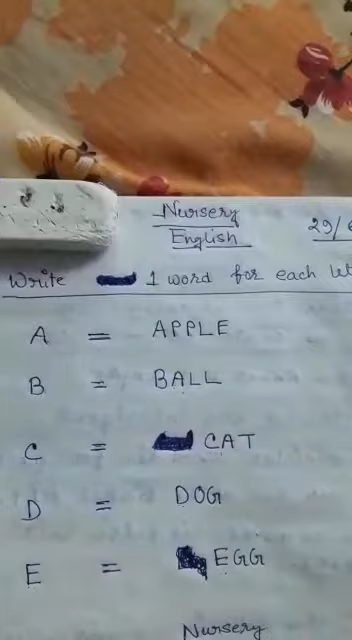 Nursery
English
29/
Write 1 word for each
A = APPLE
B = BALL
C = CAT
D = DOG
E = EGG
Nursery